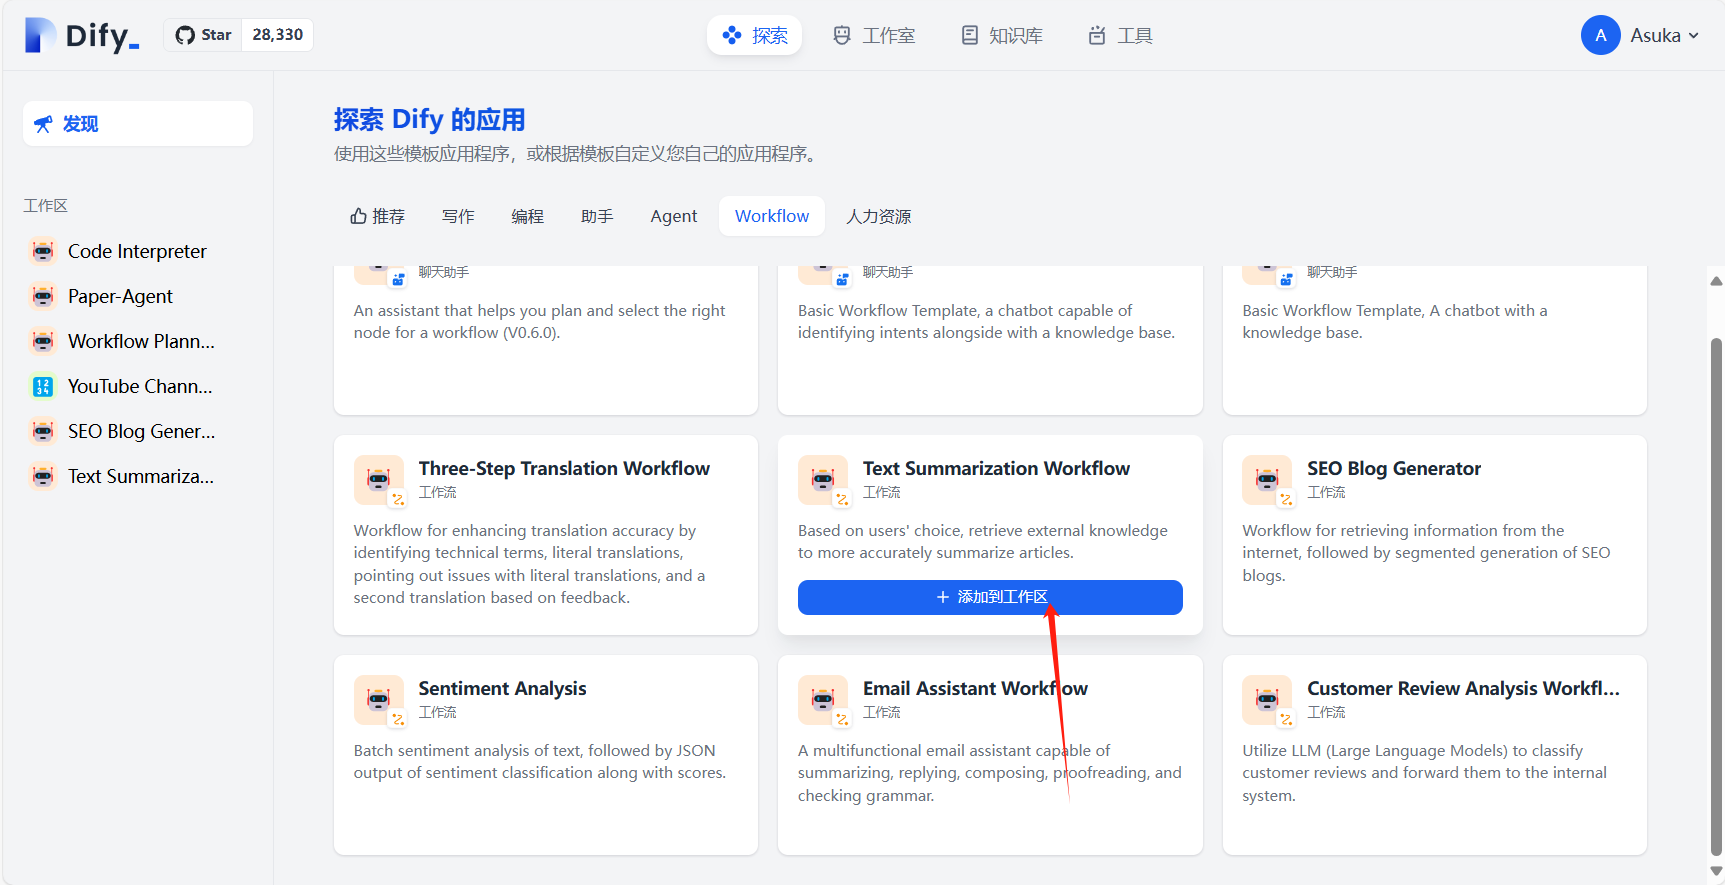 Dify_
Star 28,330
探索
工作室
知识库
工具
A
Asuka
发现
工作区
Code Interpreter
Paper-Agent
Workflow Plann...
YouTube Chann...
SEO Blog Gener...
Text Summariza...
探索 Dify 的应用
使用这些模板应用程序，或根据模板自定义您自己的应用程序。
推荐
写作
编程
助手
Agent
Workflow
人力资源
聊天助手
An assistant that helps you plan and select the right
node for a workflow (V0.6.0).
聊天助手
Basic Workflow Template, a chatbot capable of
identifying intents alongside with a knowledge base.
聊天助手
Basic Workflow Template, A chatbot with a
knowledge base.
Three-Step Translation Workflow
工作流
Workflow for enhancing translation accuracy by
identifying technical terms, literal translations,
pointing out issues with literal translations, and a
second translation based on feedback.
Text Summarization Workflow
工作流
Based on users' choice, retrieve external knowledge
to more accurately summarize articles.
+ 添加到工作区
SEO Blog Generator
工作流
Workflow for retrieving information from the
internet, followed by segmented generation of SEO
blogs.
Sentiment Analysis
工作流
Batch sentiment analysis of text, followed by JSON
output of sentiment classification along with scores.
Email Assistant Workflow
工作流
A multifunctional email assistant capable of
summarizing, replying, composing, proofreading, and
checking grammar.
Customer Review Analysis Workfl...
工作流
Utilize LLM (Large Language Models) to classify
customer reviews and forward them to the internal
system.